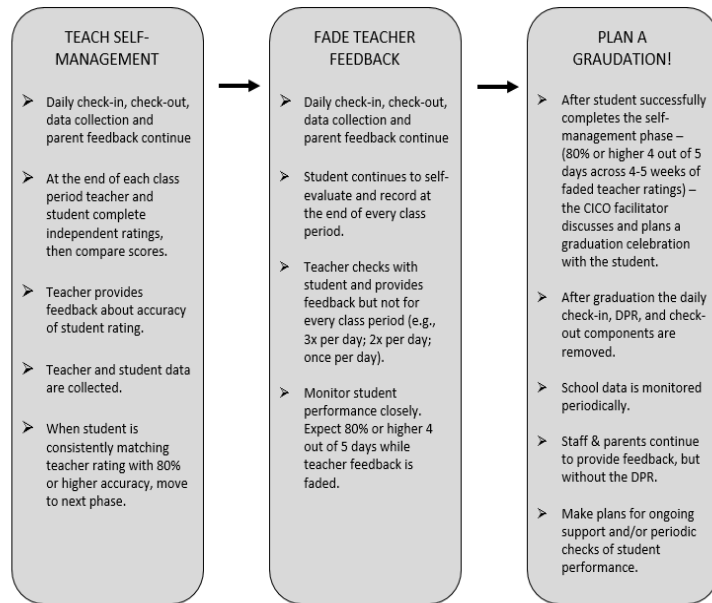 TEACH SELF-
MANAGEMENT
➢ Daily check-in, check-out,
data collection and
parent feedback continue
➢ At the end of each class
period teacher and
student complete
independent ratings,
then compare scores.
➢ Teacher provides
feedback about accuracy
of student rating.
➢ Teacher and student data
are collected.
➢ When student is
consistently matching
teacher rating with 80%
or higher accuracy, move
to next phase.
FADE TEACHER
FEEDBACK
➢ Daily check-in, check-out,
data collection and
parent feedback continue
➢ Student continues to self-
evaluate and record at
the end of every class
period.
➢ Teacher checks with
student and provides
feedback but not for
every class period (e.g.,
3x per day; 2x per day;
once per day).
➢ Monitor student
performance closely.
Expect 80% or higher 4
out of 5 days while
teacher feedback is
faded.
PLAN A
GRAUDATION!
➢ After student successfully
completes the self-
management phase –
(80% or higher 4 out of 5
days across 4-5 weeks of
faded teacher ratings) –
the CICO facilitator
discusses and plans a
graduation celebration
with the student.
➢ After graduation the daily
check-in, DPR, and check-
out components are
removed.
➢ School data is monitored
periodically.
➢ Staff & parents continue
to provide feedback, but
without the DPR.
➢ Make plans for ongoing
support and/or periodic
checks of student
performance.